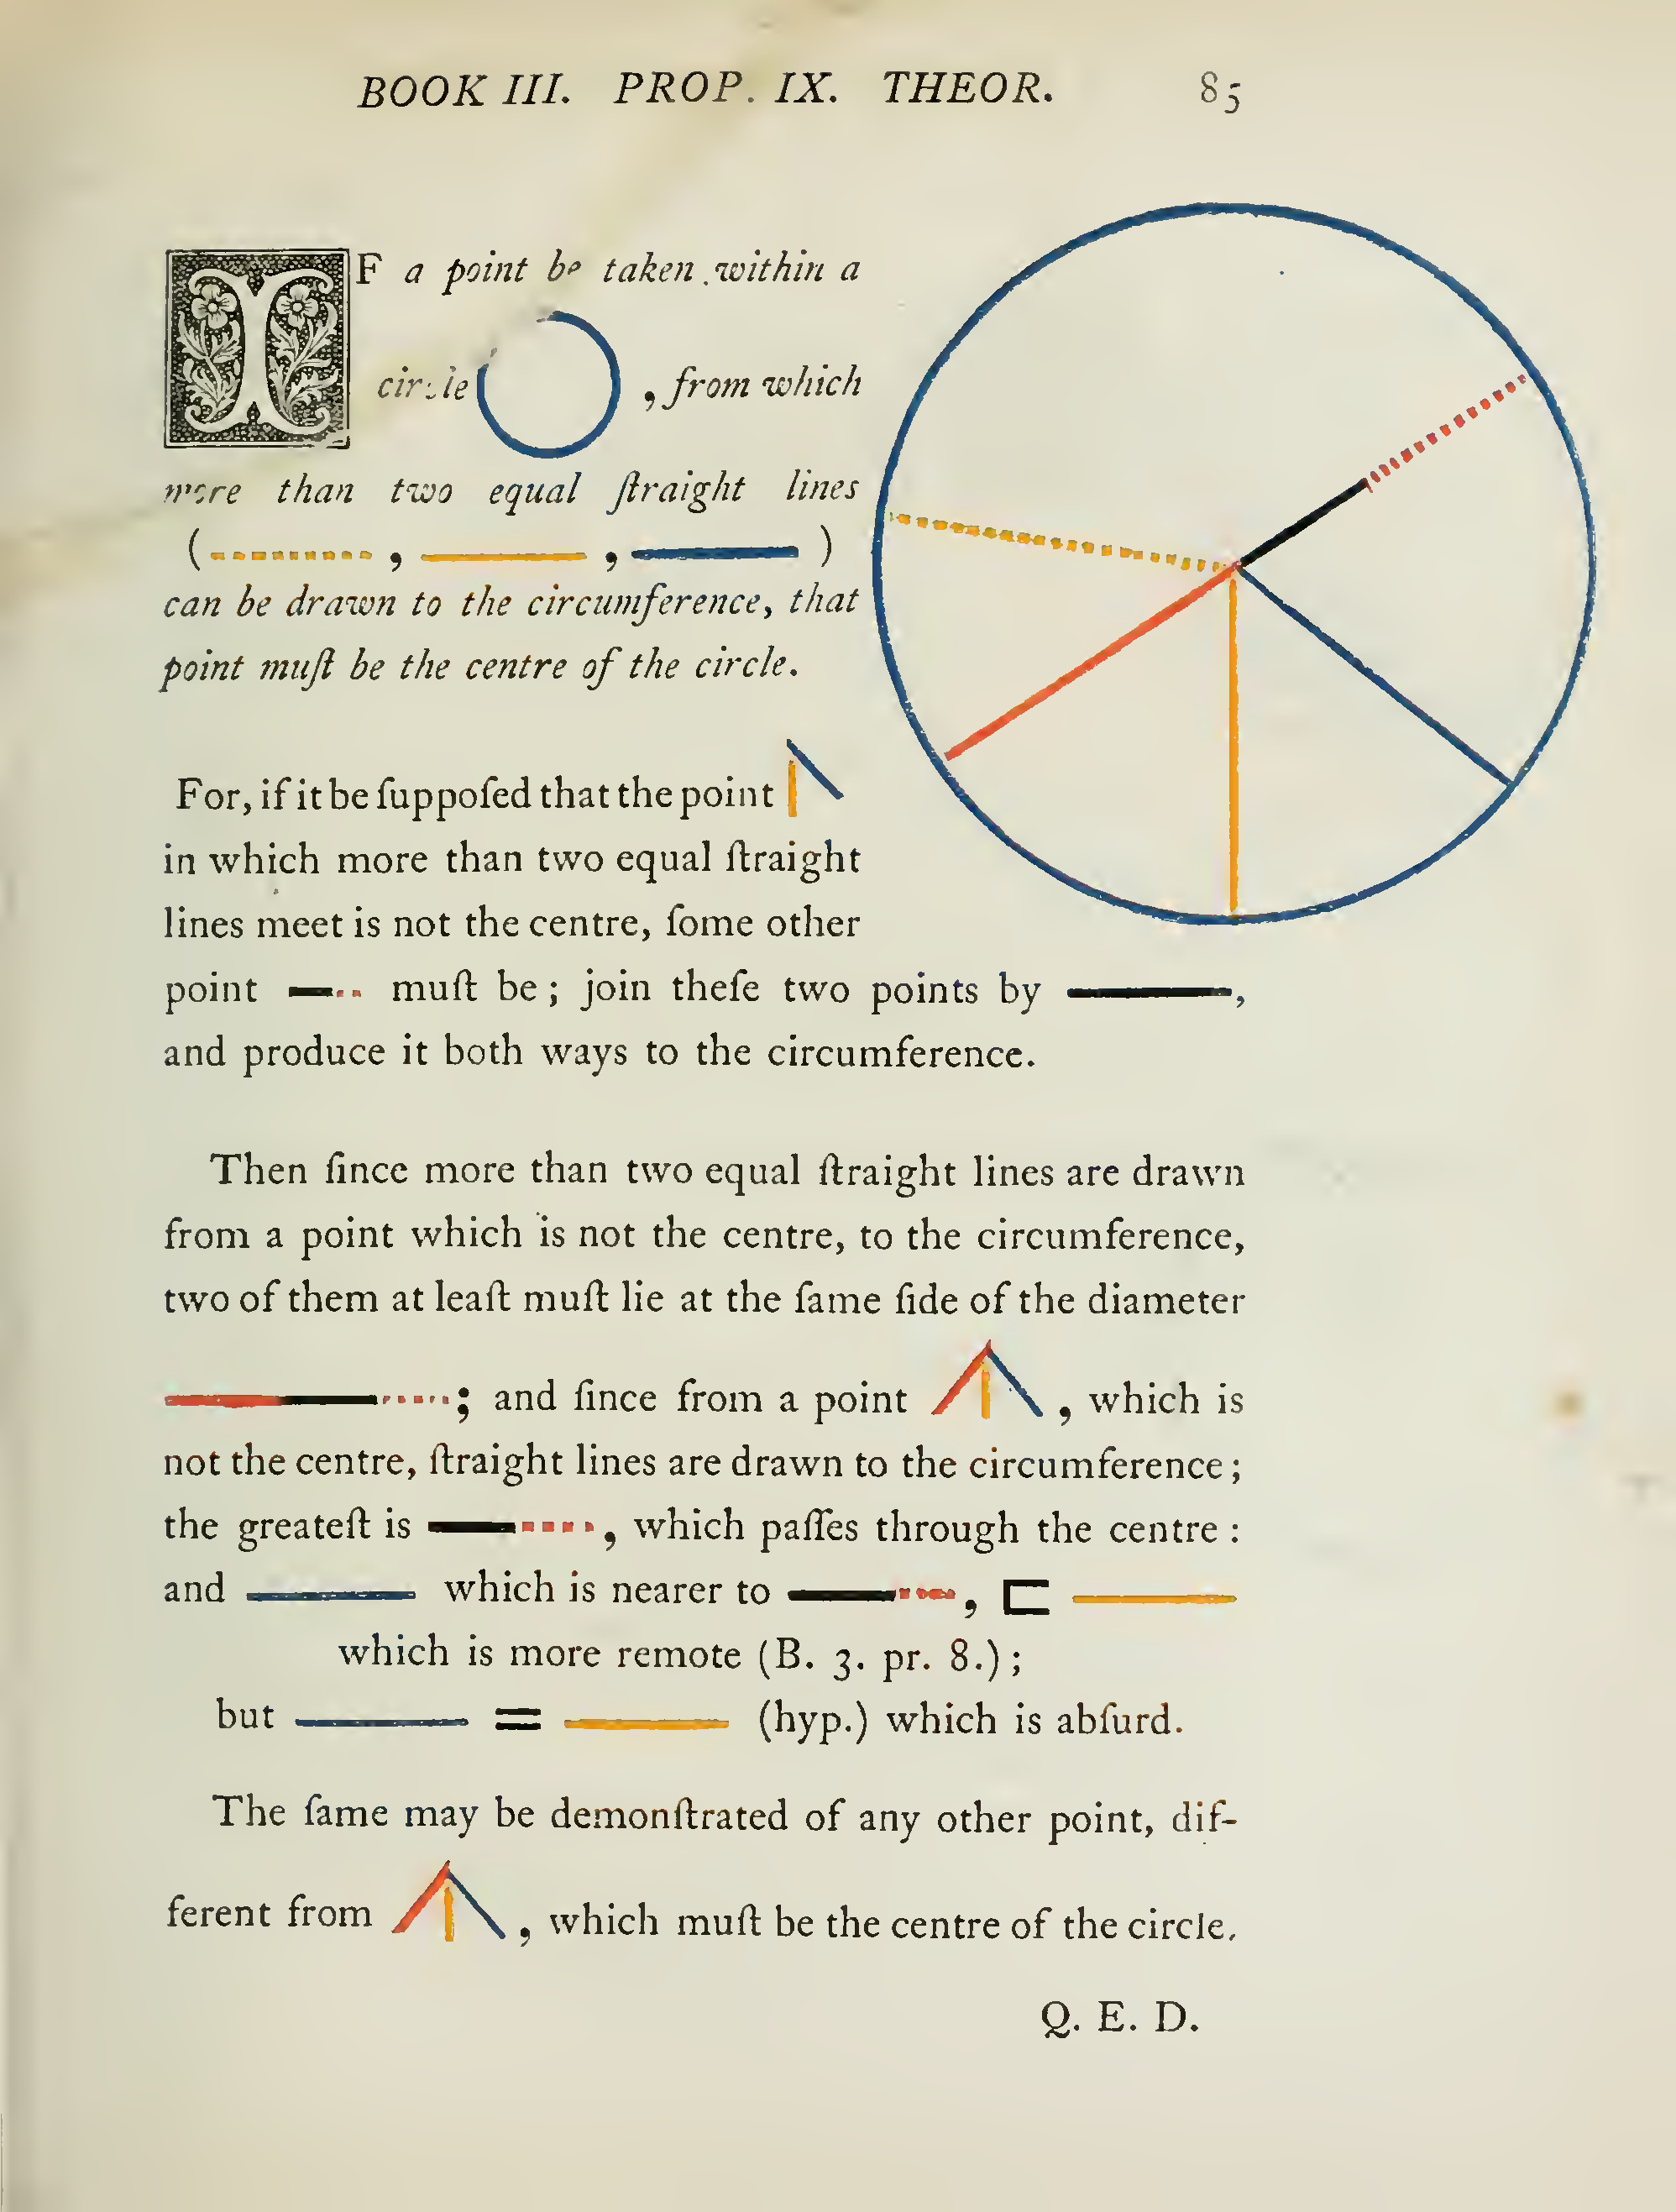 BOOK III. PROP. IX. THEOR. 85
IF a point be taken within a
circle , from which
more than two equal ſtraight lines
( , , )
can be drawn to the circumference, that
point muſt be the centre of the circle.
For, if it be ſuppoſed that the point
in which more than two equal ſtraight
lines meet is not the centre, ſome other
point muſt be; join theſe two points by ,
and produce it both ways to the circumference.
Then ſince more than two equal ſtraight lines are drawn
from a point which is not the centre, to the circumference,
two of them at leaſt muſt lie at the ſame ſide of the diameter
; and ſince from a point , which is
not the centre, ſtraight lines are drawn to the circumference;
the greateſt is , which paſſes through the centre:
and which is nearer to , ⊏
which is more remote (B. 3. pr. 8.);
but = (hyp.) which is abſurd.
The ſame may be demonſtrated of any other point, dif-
ferent from , which muſt be the centre of the circle.
Q. E. D.